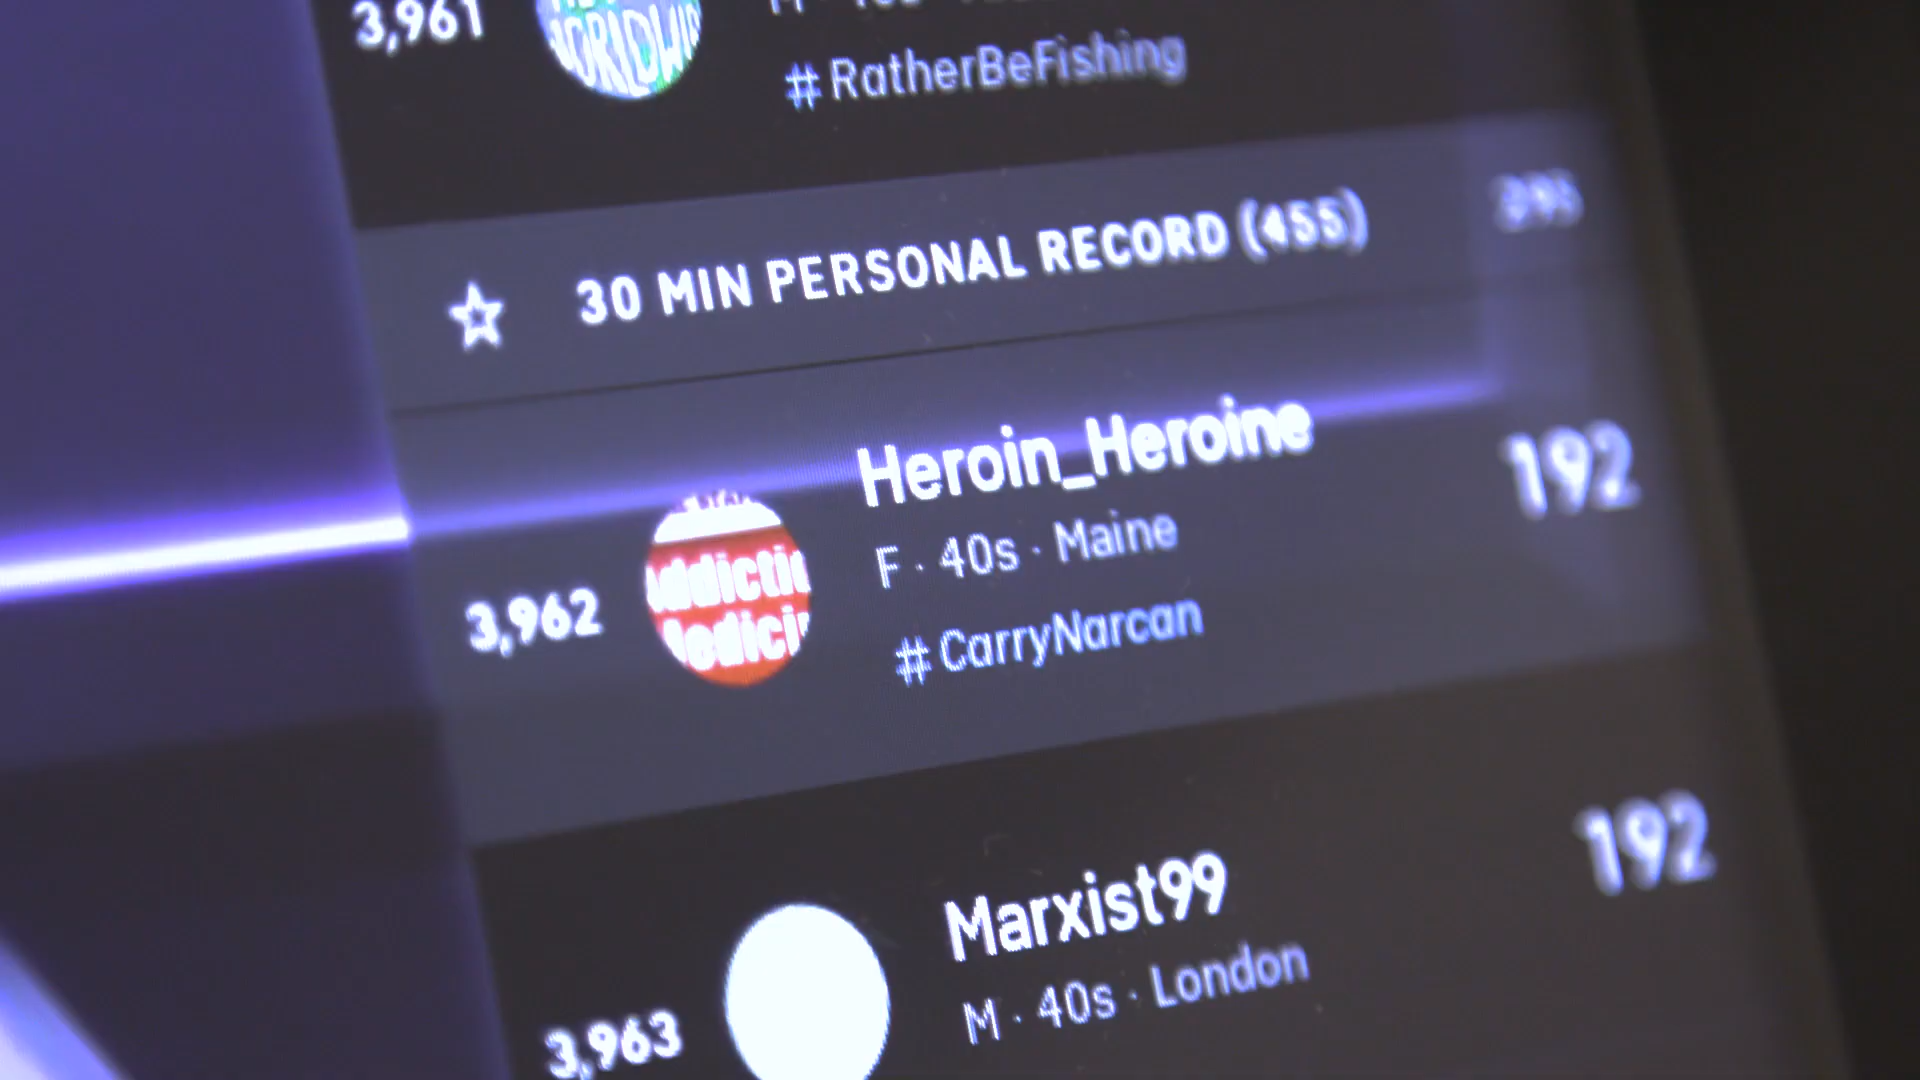 3,961
#RatherBeFishing
30 MIN PERSONAL RECORD (455)
Heroin_Heroine
192
F · 40s · Maine
3,962
#CarryNarcan
Marxist99
192
M · 40s · London
3,963